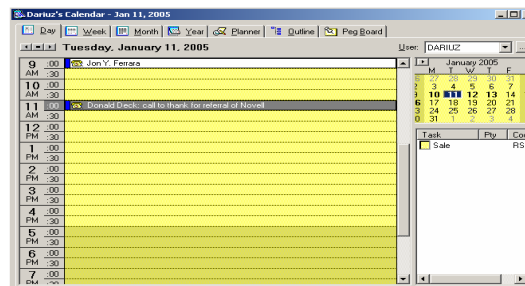 Dariuz's Calendar - Jan 11, 2005
Day Week Month Year Planner Outline Peg Board
Tuesday, January 11, 2005 User: DARIUZ
9 :00 Jon Y. Ferrara
AM :30
10 :00
AM :30
11 :00 Donald Deck: call to thank for referral of Novell
AM :30
12 :00
PM :30
1 :00
PM :30
2 :00
PM :30
3 :00
PM :30
4 :00
PM :30
5 :00
PM :30
6 :00
PM :30
7 :00
PM :30
January 2005
M T W T F
27 28 29 30 31
3 4 5 6 7
10 11 12 13 14
17 18 19 20 21
24 25 26 27 28
31 1 2 3 4
Task Pty Co
Sale RS